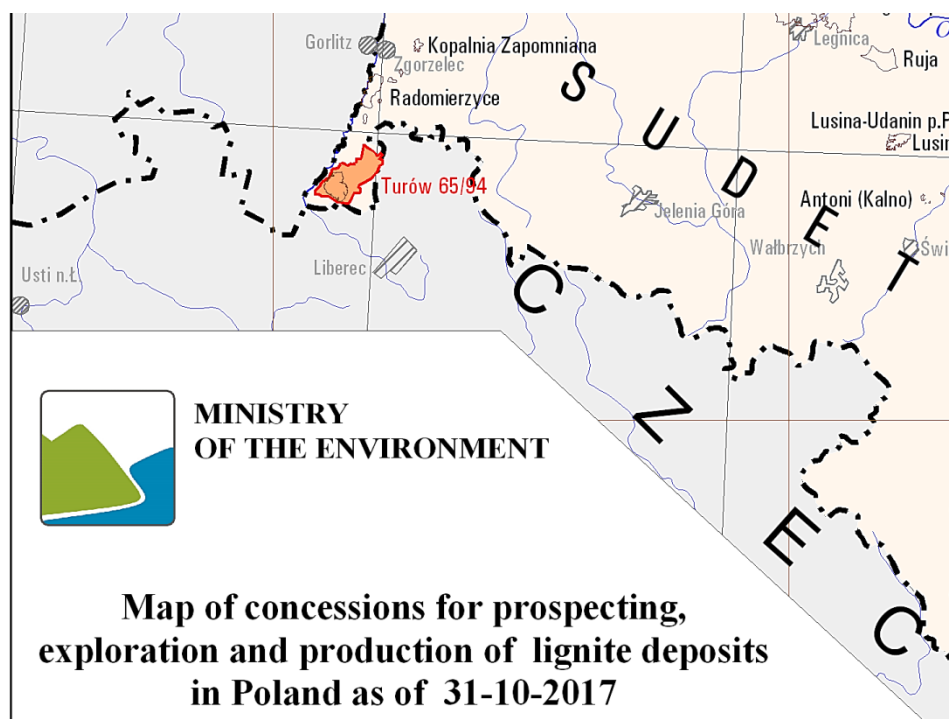 Gorlitz
Zgorzelec
Kopalnia Zapomniana
Radomierzyce
Legnica
Ruja
Lusina-Udanin p.P
Lusin
Turów 65/94
Jelenia Góra
Antoni (Kalno)
Wałbrzych
Świ
Liberec
Usti n.Ł.
S U D E T
C Z E C
MINISTRY
OF THE ENVIRONMENT
Map of concessions for prospecting,
exploration and production of lignite deposits
in Poland as of 31-10-2017